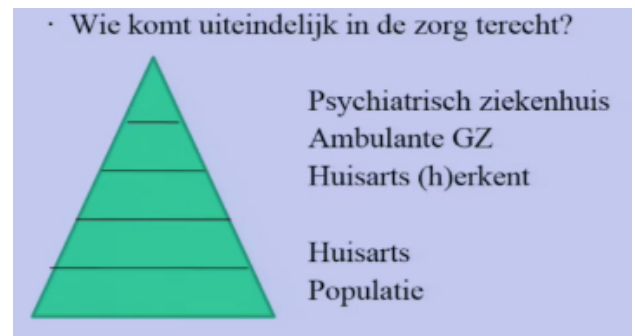 · Wie komt uiteindelijk in de zorg terecht?
Psychiatrisch ziekenhuis
Ambulante GZ
Huisarts (h)erkent
Huisarts
Populatie